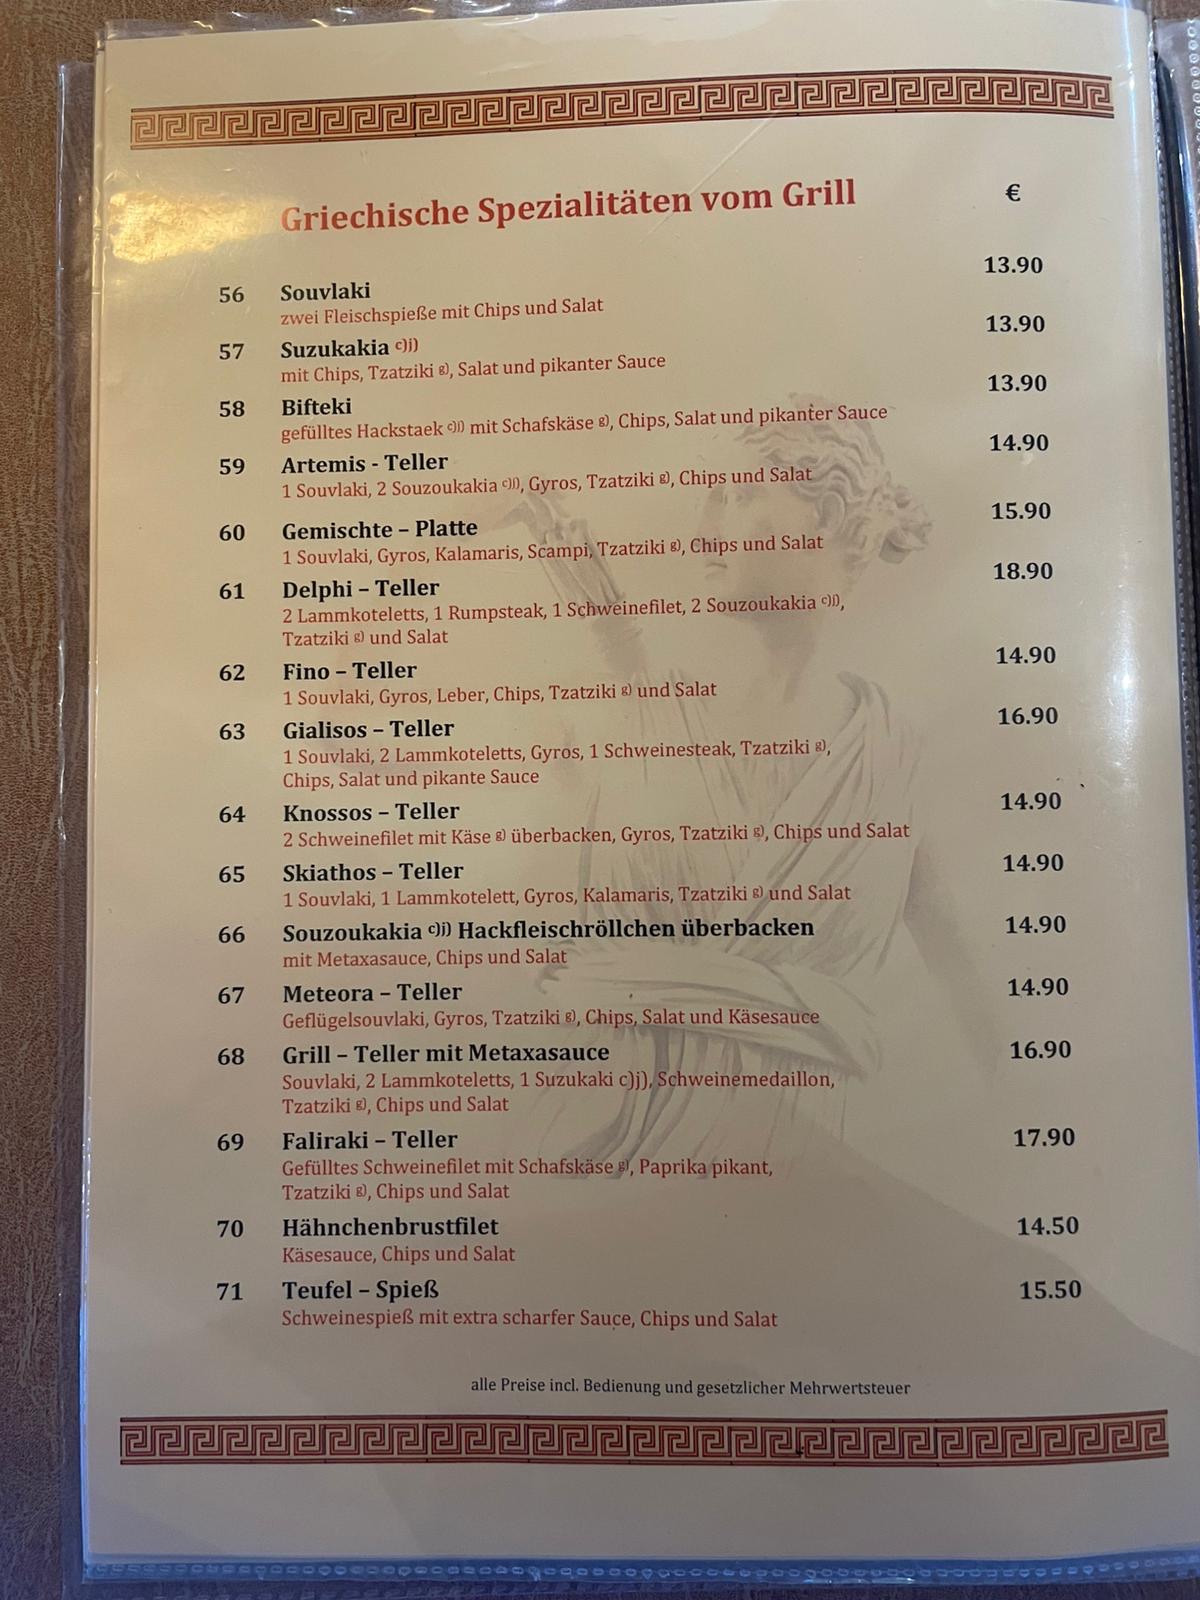 Griechische Spezialitäten vom Grill €
56 Souvlaki 13.90
zwei Fleischspieße mit Chips und Salat
57 Suzukakia c)j) 13.90
mit Chips, Tzatziki g), Salat und pikanter Sauce
58 Bifteki 13.90
gefülltes Hackstaek c)j) mit Schafskäse g), Chips, Salat und pikanter Sauce
59 Artemis - Teller 14.90
1 Souvlaki, 2 Souzoukakia c)j), Gyros, Tzatziki g), Chips und Salat
60 Gemischte – Platte 15.90
1 Souvlaki, Gyros, Kalamaris, Scampi, Tzatziki g), Chips und Salat
61 Delphi – Teller 18.90
2 Lammkoteletts, 1 Rumpsteak, 1 Schweinefilet, 2 Souzoukakia c)j),
Tzatziki g) und Salat
62 Fino – Teller 14.90
1 Souvlaki, Gyros, Leber, Chips, Tzatziki g) und Salat
63 Gialisos – Teller 16.90
1 Souvlaki, 2 Lammkoteletts, Gyros, 1 Schweinesteak, Tzatziki g),
Chips, Salat und pikante Sauce
64 Knossos – Teller 14.90
2 Schweinefilet mit Käse g) überbacken, Gyros, Tzatziki g), Chips und Salat
65 Skiathos – Teller 14.90
1 Souvlaki, 1 Lammkotelett, Gyros, Kalamaris, Tzatziki g) und Salat
66 Souzoukakia c)j) Hackfleischröllchen überbacken 14.90
mit Metaxasauce, Chips und Salat
67 Meteora – Teller 14.90
Geflügelsouvlaki, Gyros, Tzatziki g), Chips, Salat und Käsesauce
68 Grill – Teller mit Metaxasauce 16.90
Souvlaki, 2 Lammkoteletts, 1 Suzukaki c)j), Schweinemedaillon,
Tzatziki g), Chips und Salat
69 Faliraki – Teller 17.90
Gefülltes Schweinefilet mit Schafskäse g), Paprika pikant,
Tzatziki g), Chips und Salat
70 Hähnchenbrustfilet 14.50
Käsesauce, Chips und Salat
71 Teufel – Spieß 15.50
Schweinespieß mit extra scharfer Sauce, Chips und Salat
alle Preise incl. Bedienung und gesetzlicher Mehrwertsteuer